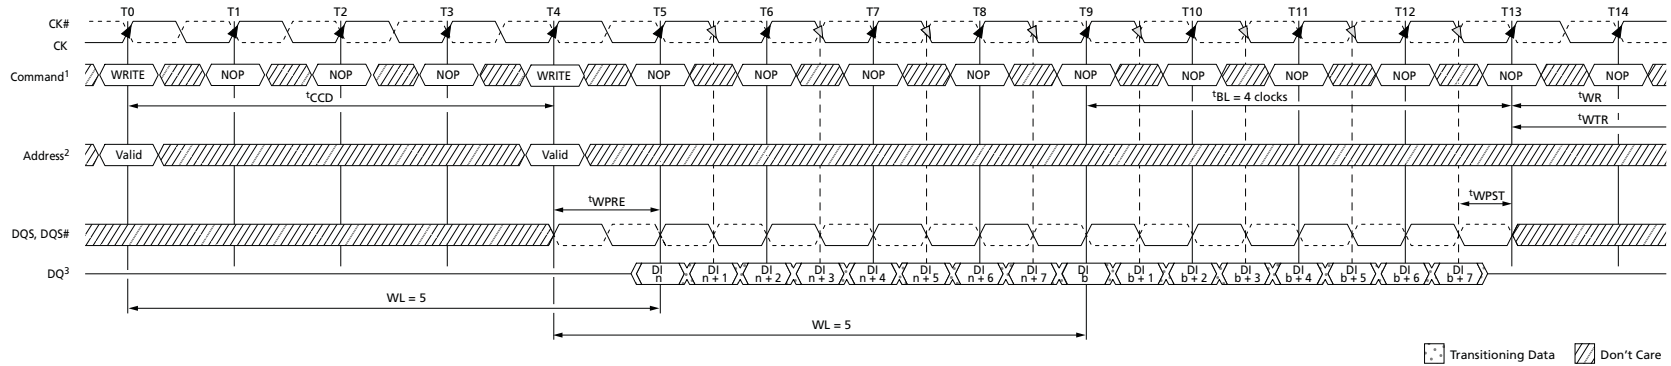 T0 T1 T2 T3 T4 T5 T6 T7 T8 T9 T10 T11 T12 T13 T14
CK#
CK
Command1 WRITE NOP NOP NOP WRITE NOP NOP NOP NOP NOP NOP NOP NOP NOP NOP
tCCD tBL = 4 clocks tWR
tWTR
Address2 Valid Valid
tWPRE tWPST
DQS, DQS#
DQ3 DI n DI n + 1 DI n + 2 DI n + 3 DI n + 4 DI n + 5 DI n + 6 DI n + 7 DI b DI b + 1 DI b + 2 DI b + 3 DI b + 4 DI b + 5 DI b + 6 DI b + 7
WL = 5
WL = 5
Transitioning Data Don't Care